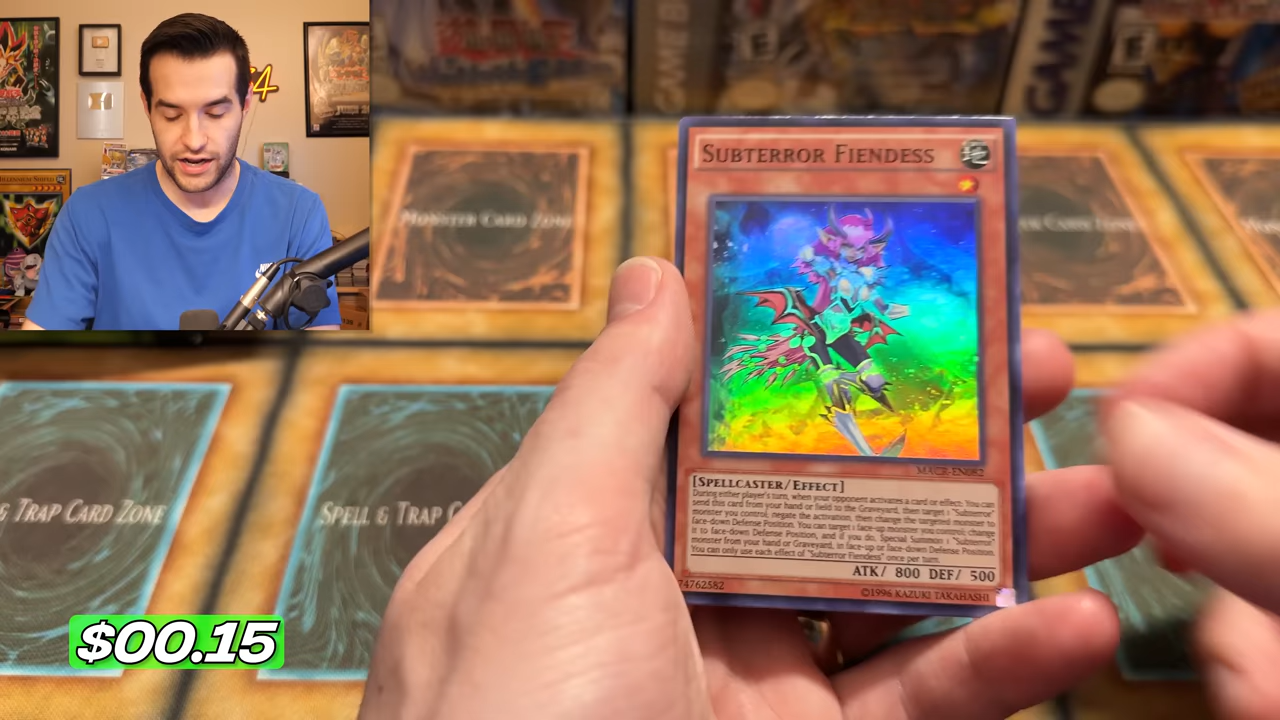 SUBTERROR FIENDESS
MONSTER CARD ZONE
MACR-EN082
[SPELLCASTER/EFFECT]
During either player's turn, when your opponent activates a card or effect: You can
send this card from your hand or field to the Graveyard, then target 1 "Subterror"
monster you control; negate the activation, then change the targeted monster to
face-down Defense Position. You can target 1 face-up monster you control; change
it to face-down Defense Position, and if you do, Special Summon 1 "Subterror"
monster from your hand or Graveyard, in face-up or face-down Defense Position.
You can only use each effect of "Subterror Fiendess" once per turn.
ATK/ 800 DEF/ 500
74762582
©1996 KAZUKI TAKAHASHI
& TRAP CARD ZONE
SPELL & TRAP C
$00.15
GAME
E